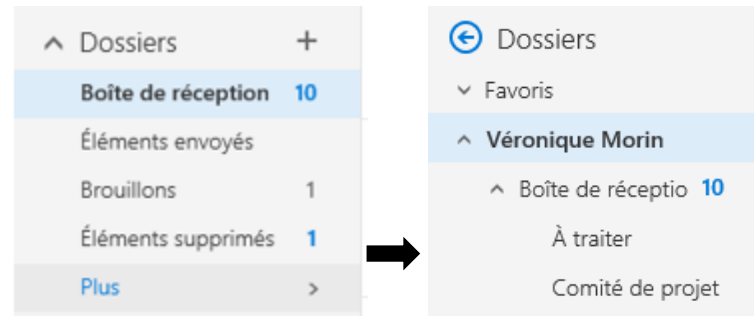 Dossiers +
Boîte de réception 10
Éléments envoyés
Brouillons 1
Éléments supprimés 1
Plus >
Dossiers
Favoris
Véronique Morin
Boîte de réceptio 10
À traiter
Comité de projet